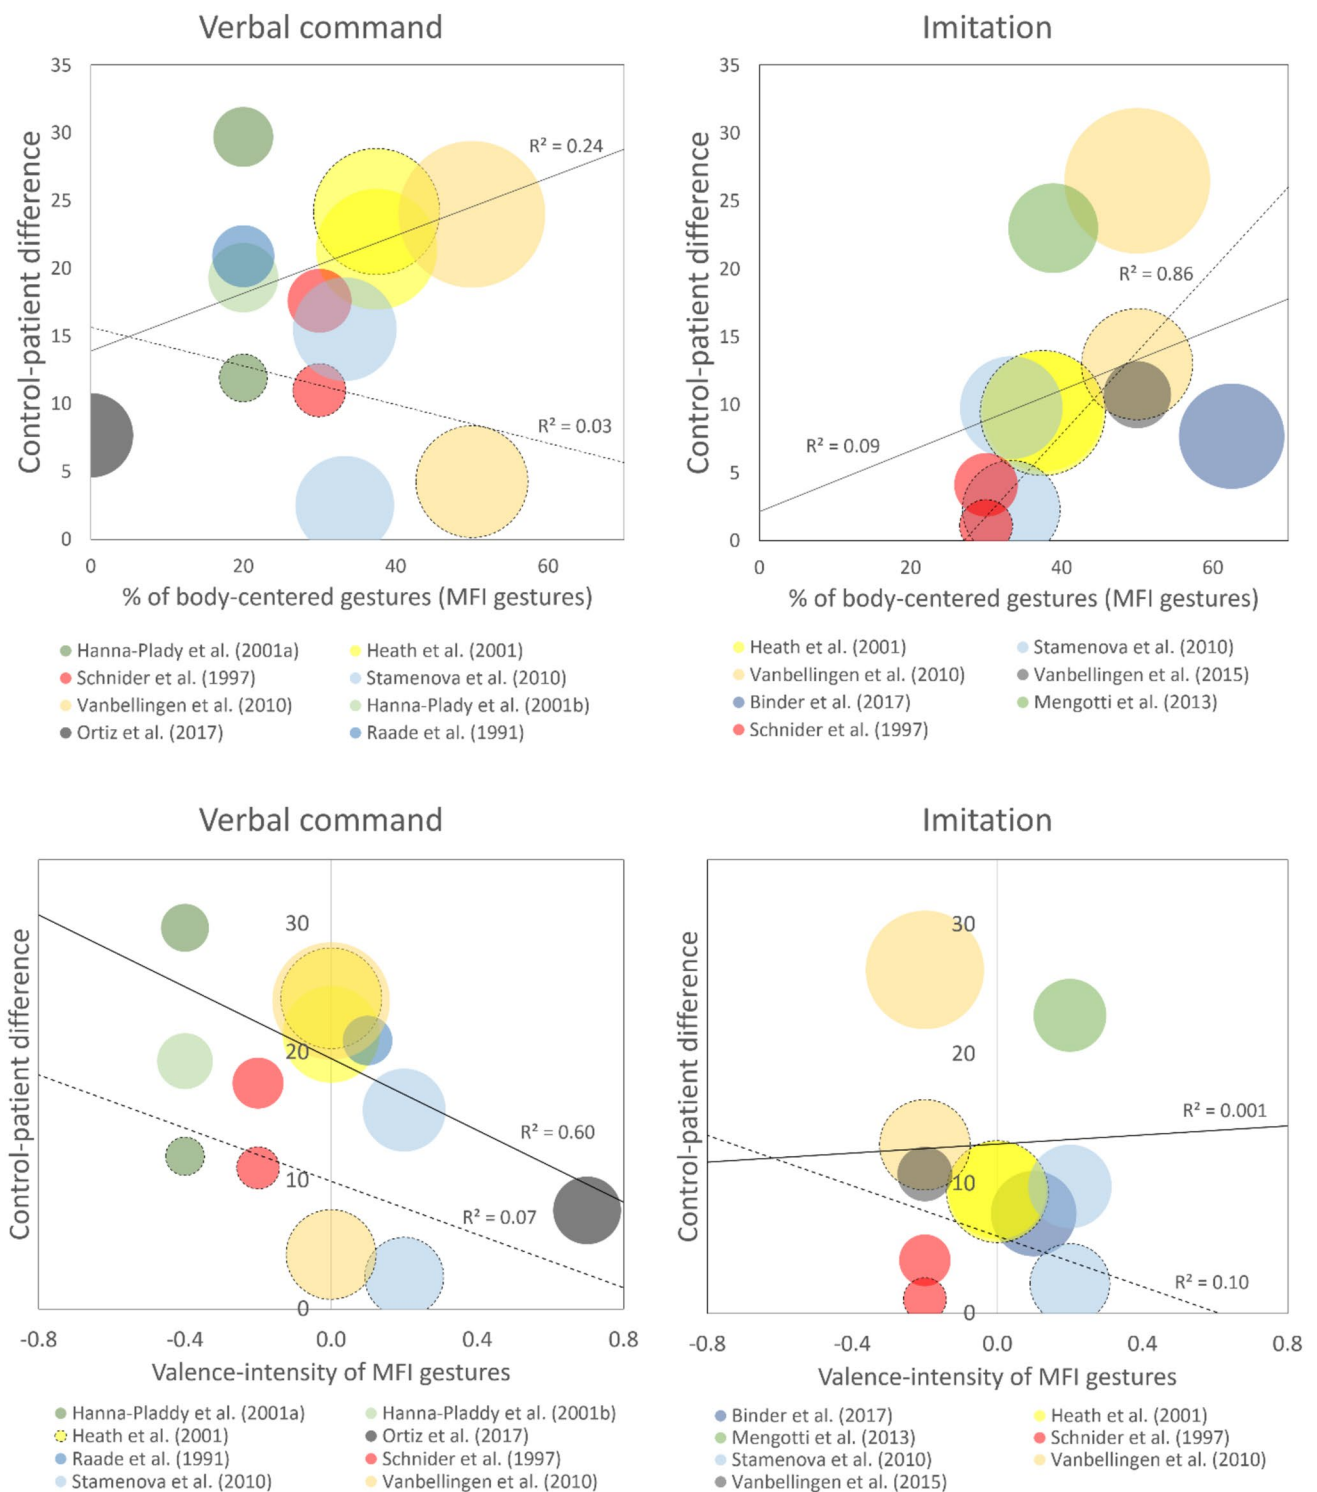 Verbal command
Imitation
35
30
25
20
15
10
5
0
0
20
40
60
Control-patient difference
R² = 0.24
R² = 0.03
% of body-centered gestures (MFI gestures)
Hanna-Plady et al. (2001a)
Heath et al. (2001)
Schnider et al. (1997)
Stamenova et al. (2010)
Vanbellingen et al. (2010)
Hanna-Plady et al. (2001b)
Ortiz et al. (2017)
Raade et al. (1991)
35
30
25
20
15
10
5
0
0
20
40
60
Control-patient difference
R² = 0.86
R² = 0.09
% of body-centered gestures (MFI gestures)
Heath et al. (2001)
Stamenova et al. (2010)
Vanbellingen et al. (2010)
Vanbellingen et al. (2015)
Binder et al. (2017)
Mengotti et al. (2013)
Schnider et al. (1997)
Verbal command
Imitation
30
20
10
0
Control-patient difference
R² = 0.60
R² = 0.07
-0.8
-0.4
0.0
0.4
0.8
Valence-intensity of MFI gestures
Hanna-Pladdy et al. (2001a)
Hanna-Pladdy et al. (2001b)
Heath et al. (2001)
Ortiz et al. (2017)
Raade et al. (1991)
Schnider et al. (1997)
Stamenova et al. (2010)
Vanbellingen et al. (2010)
30
20
10
0
Control-patient difference
R² = 0.001
R² = 0.10
-0.8
-0.4
0.0
0.4
0.8
Valence-intensity of MFI gestures
Binder et al. (2017)
Heath et al. (2001)
Mengotti et al. (2013)
Schnider et al. (1997)
Stamenova et al. (2010)
Vanbellingen et al. (2010)
Vanbellingen et al. (2015)